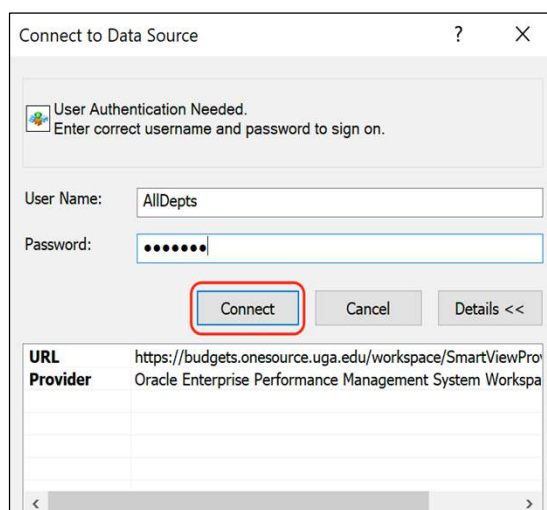 Connect to Data Source ? X
User Authentication Needed.
Enter correct username and password to sign on.
User Name: AllDepts
Password: •••••••
Connect Cancel Details <<
URL https://budgets.onesource.uga.edu/workspace/SmartViewProv
Provider Oracle Enterprise Performance Management System Workspa